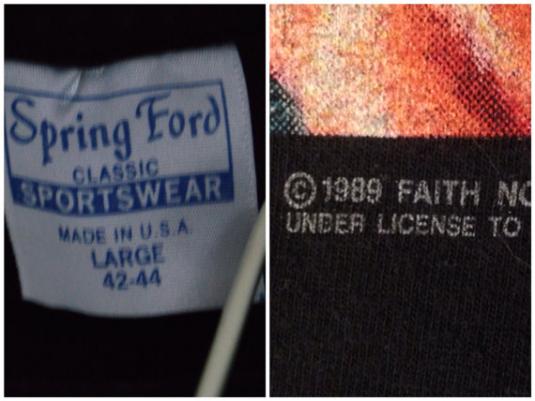 Spring Ford
CLASSIC
SPORTSWEAR
MADE IN U.S.A.
LARGE
42-44
© 1989 FAITH NO
UNDER LICENSE TO